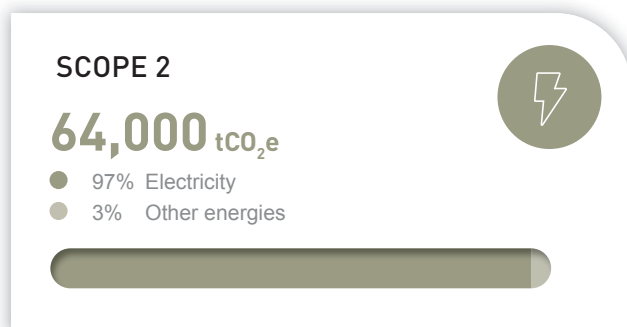 SCOPE 2
64,000 tCO₂e
97% Electricity
3% Other energies